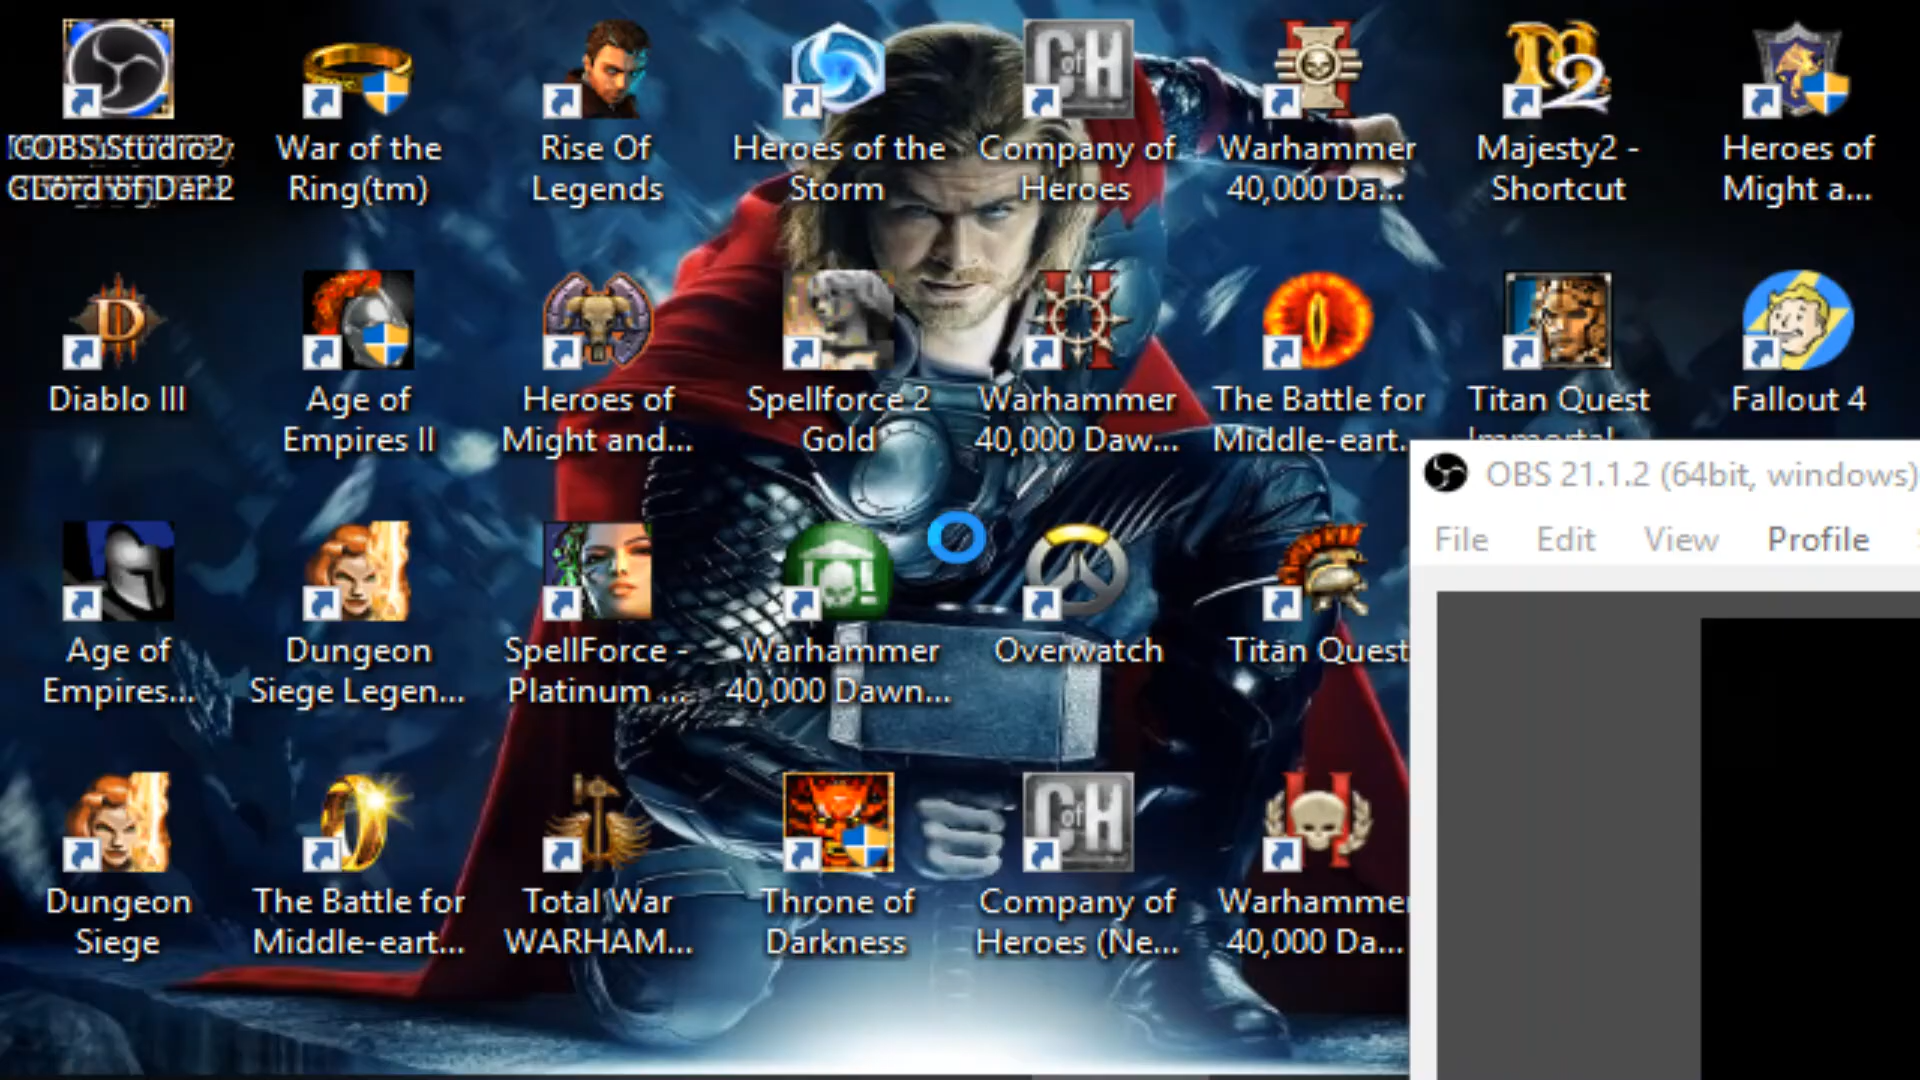 War of the
Ring(tm)
Rise Of
Legends
Heroes of the
Storm
Company of
Heroes
Warhammer
40,000 Da...
Majesty2 -
Shortcut
Heroes of
Might a...
Diablo III
Age of
Empires II
Heroes of
Might and...
Spellforce 2
Gold
Warhammer
40,000 Daw...
The Battle for
Middle-eart...
Titan Quest
Immortal
Fallout 4
OBS 21.1.2 (64bit, windows)
File Edit View Profile
Age of
Empires...
Dungeon
Siege Legen...
SpellForce -
Platinum ...
Warhammer
40,000 Dawn...
Overwatch
Titan Quest
Dungeon
Siege
The Battle for
Middle-eart...
Total War
WARHAM...
Throne of
Darkness
Company of
Heroes (Ne...
Warhammer
40,000 Da...